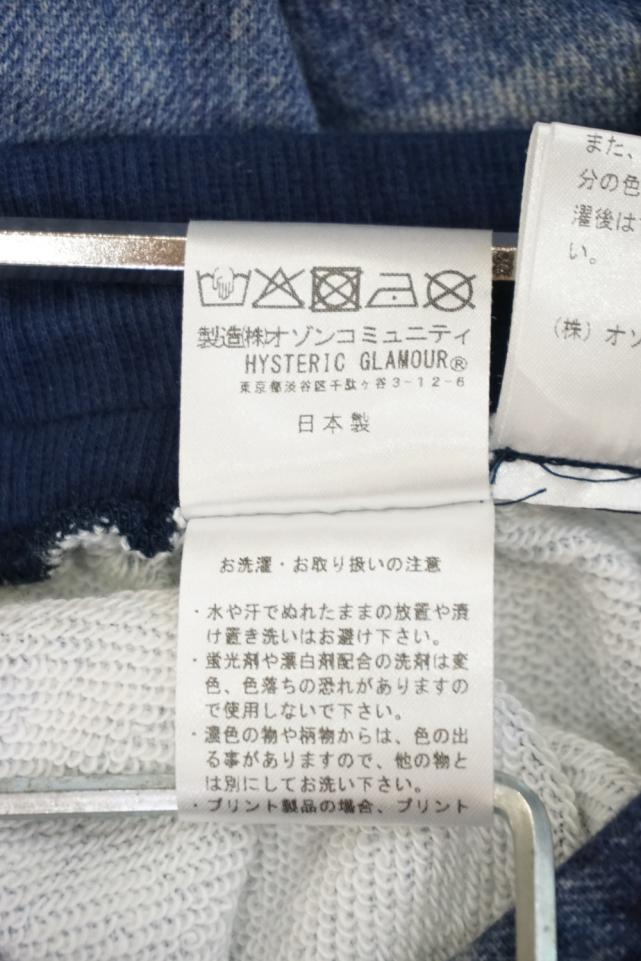 製造(株)オゾンコミュニティ
HYSTERIC GLAMOUR®
東京都渋谷区千駄ヶ谷3-12-6
日本製
お洗濯・お取り扱いの注意
・水や汗でぬれたままの放置や漬
け置き洗いはお避け下さい。
・蛍光剤や漂白剤配合の洗剤は変
色、色落ちの恐れがありますの
で使用しないで下さい。
・濃色の物や柄物からは、色の出
る事がありますので、他の物と
は別にしてお洗い下さい。
・プリント製品の場合、プリント
また、
分の色
濯後は
い。
(株)オゾ